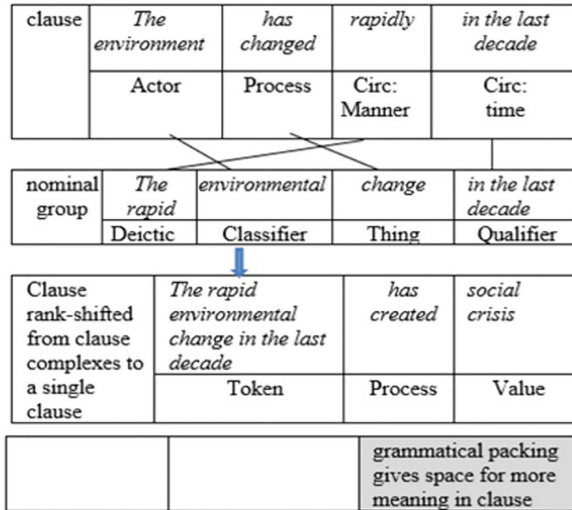 clause The has rapidly in the last
environment changed decade
Actor Process Circ: Circ:
Manner time
nominal The environmental change in the last
group rapid decade
Deictic Classifier Thing Qualifier
Clause The rapid has social
rank-shifted environmental created crisis
from clause change in the last
complexes to decade
a single Token Process Value
clause
grammatical packing
gives space for more
meaning in clause